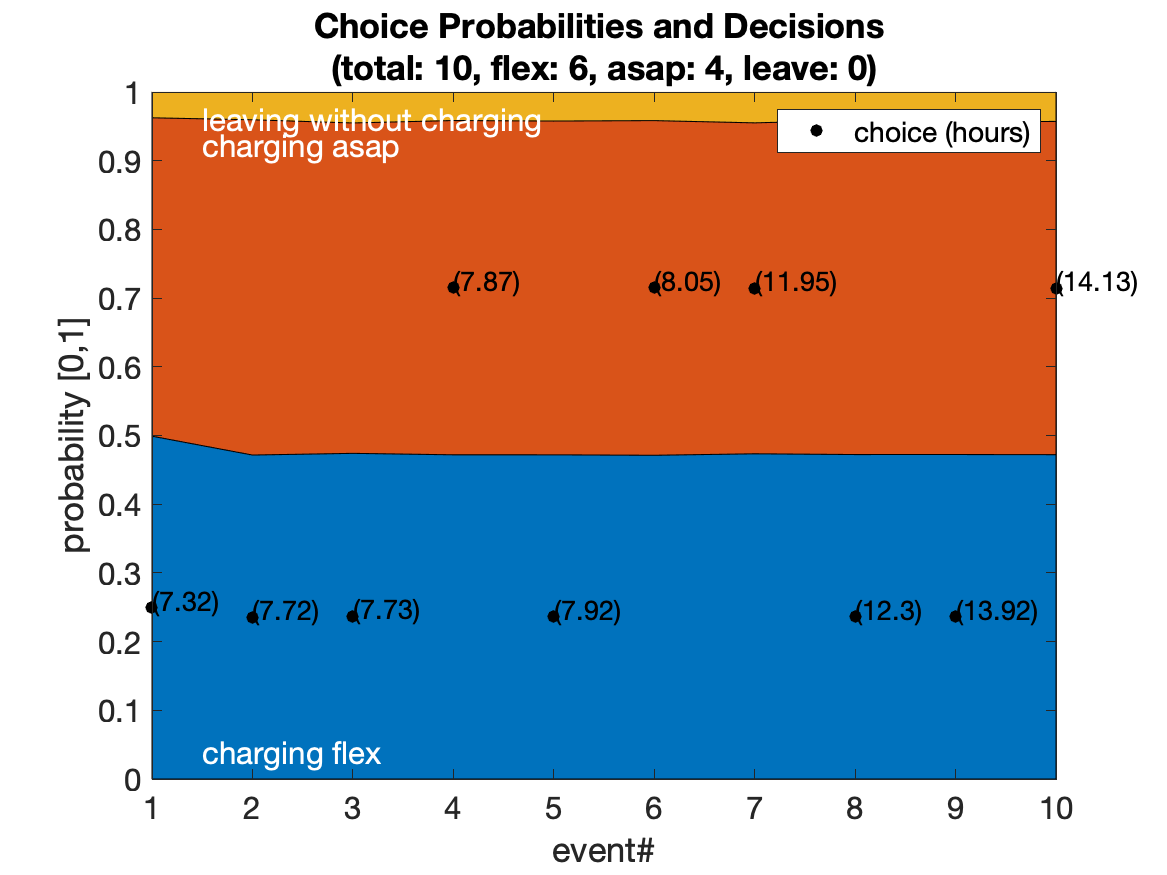 Choice Probabilities and Decisions
(total: 10, flex: 6, asap: 4, leave: 0)
1
leaving without charging
choice (hours)
charging asap
0.9
0.8
(7.87) (8.05) (11.95) (14.13)
0.7
0.6
probability [0,1]
0.5
0.4
0.3
(7.32) (7.72) (7.73) (7.92) (12.3) (13.92)
0.2
0.1
charging flex
0
1 2 3 4 5 6 7 8 9 10
event#